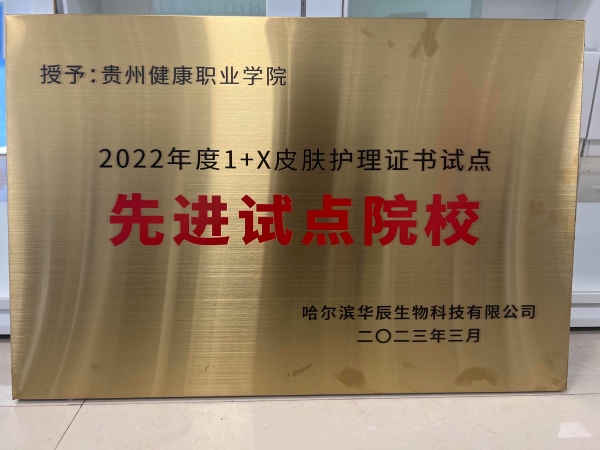 授予：贵州健康职业学院
2022年度1+X皮肤护理证书试点
先进试点院校
哈尔滨华辰生物科技有限公司
二〇二三年三月